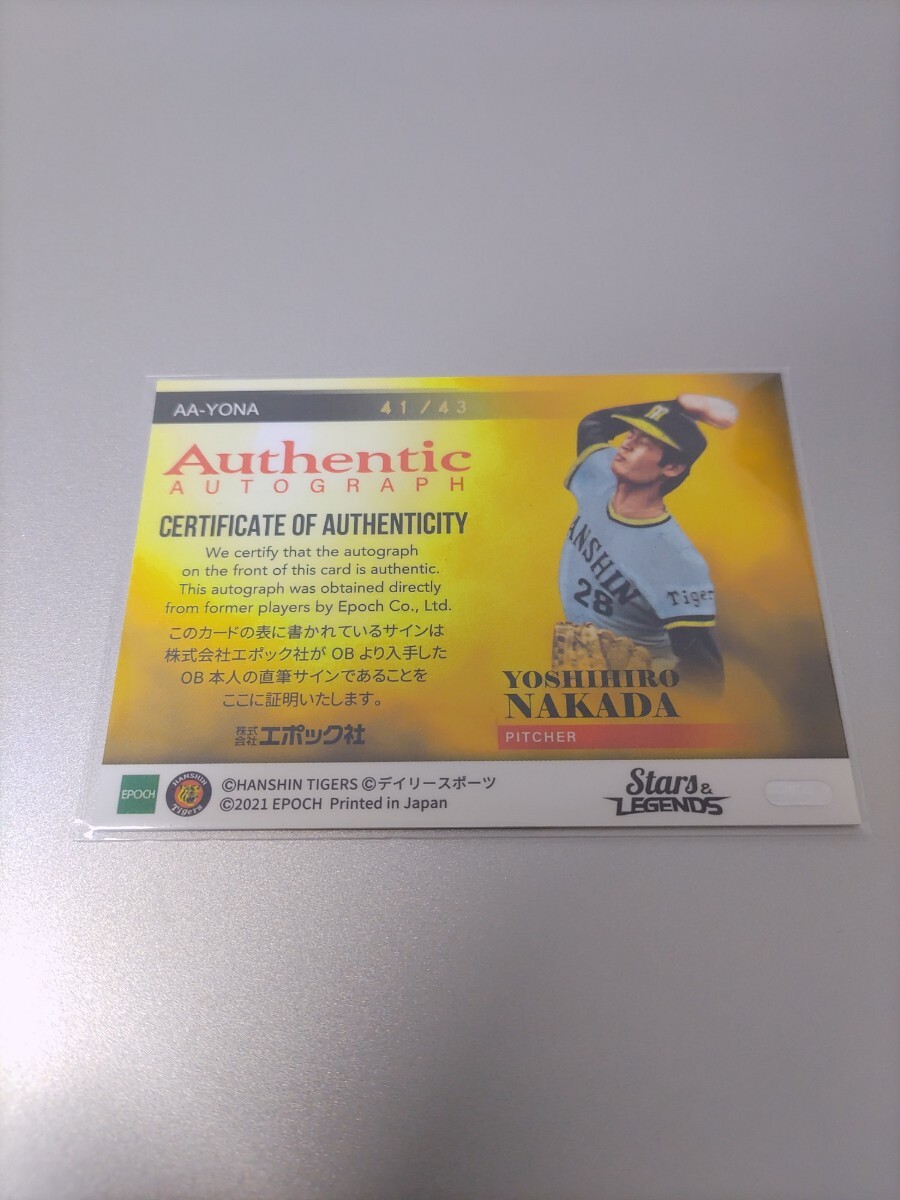 AA-YONA
41/43
Authentic
AUTOGRAPH
CERTIFICATE OF AUTHENTICITY
We certify that the autograph
on the front of this card is authentic.
This autograph was obtained directly
from former players by Epoch Co., Ltd.
このカードの表に書かれているサインは
株式会社エポック社が OB より入手した
OB 本人の直筆サインであることを
ここに証明いたします。
株式会社エポック社
ANSHIN
28
Tiger
YOSHIHIRO
NAKADA
PITCHER
EPOCH
HANSHIN
Tigers
©HANSHIN TIGERS ©デイリースポーツ
©2021 EPOCH Printed in Japan
Stars &
LEGENDS